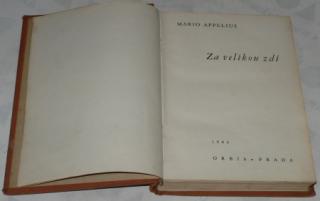 MARIO APPELIUS
Za velikou zdí
ORBIS • PRAHA